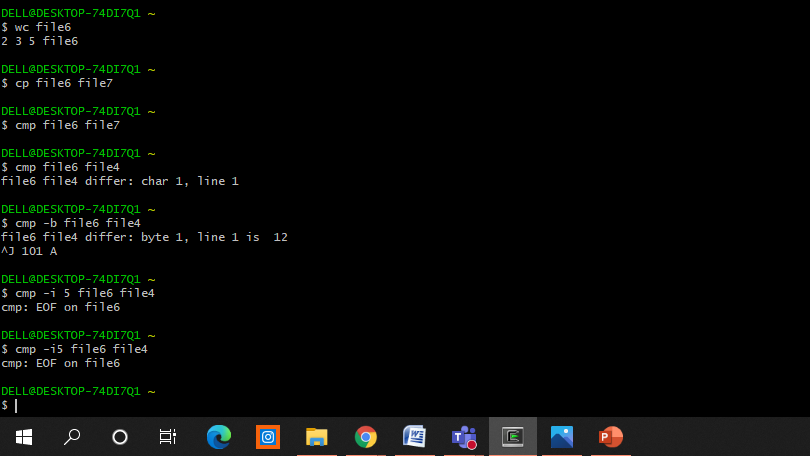 DELL@DESKTOP-74DI7Q1 ~
$ wc file6
2 3 5 file6
DELL@DESKTOP-74DI7Q1 ~
$ cp file6 file7
DELL@DESKTOP-74DI7Q1 ~
$ cmp file6 file7
DELL@DESKTOP-74DI7Q1 ~
$ cmp file6 file4
file6 file4 differ: char 1, line 1
DELL@DESKTOP-74DI7Q1 ~
$ cmp -b file6 file4
file6 file4 differ: byte 1, line 1 is  12
^J 101 A
DELL@DESKTOP-74DI7Q1 ~
$ cmp -i 5 file6 file4
cmp: EOF on file6
DELL@DESKTOP-74DI7Q1 ~
$ cmp -i5 file6 file4
cmp: EOF on file6
DELL@DESKTOP-74DI7Q1 ~
$